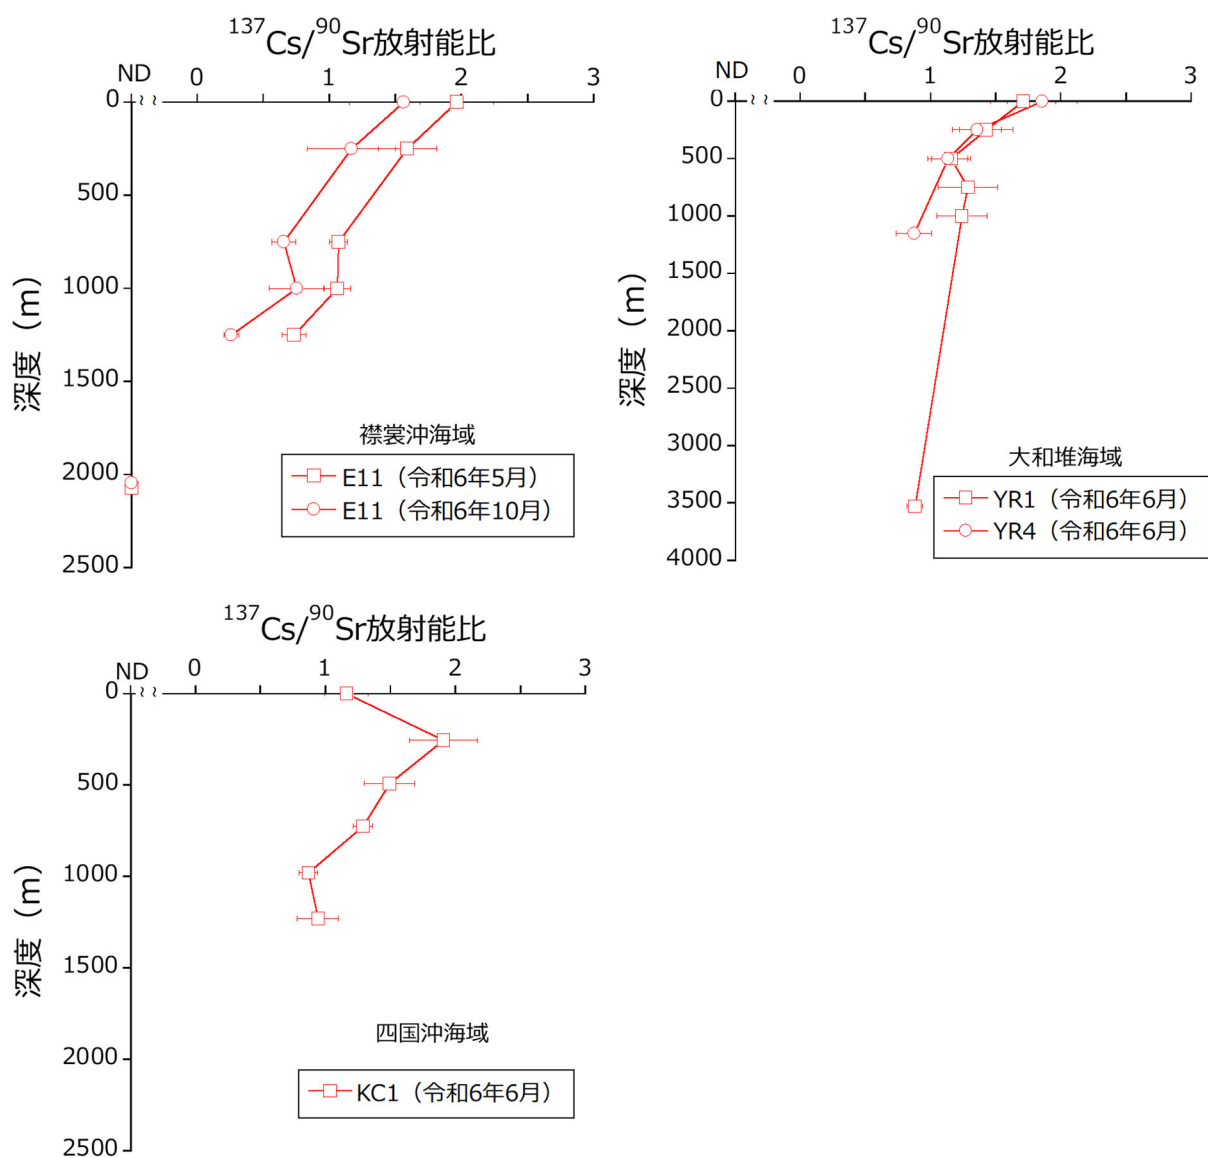 137Cs/90Sr放射能比
ND 0 1 2 3
0
500
1000
1500
2000
2500
深度（m）
襟裳沖海域
E11（令和6年5月）
E11（令和6年10月）
137Cs/90Sr放射能比
ND 0 1 2 3
0
500
1000
1500
2000
2500
3000
3500
4000
深度（m）
大和堆海域
YR1（令和6年6月）
YR4（令和6年6月）
137Cs/90Sr放射能比
ND 0 1 2 3
0
500
1000
1500
2000
2500
深度（m）
四国沖海域
KC1（令和6年6月）